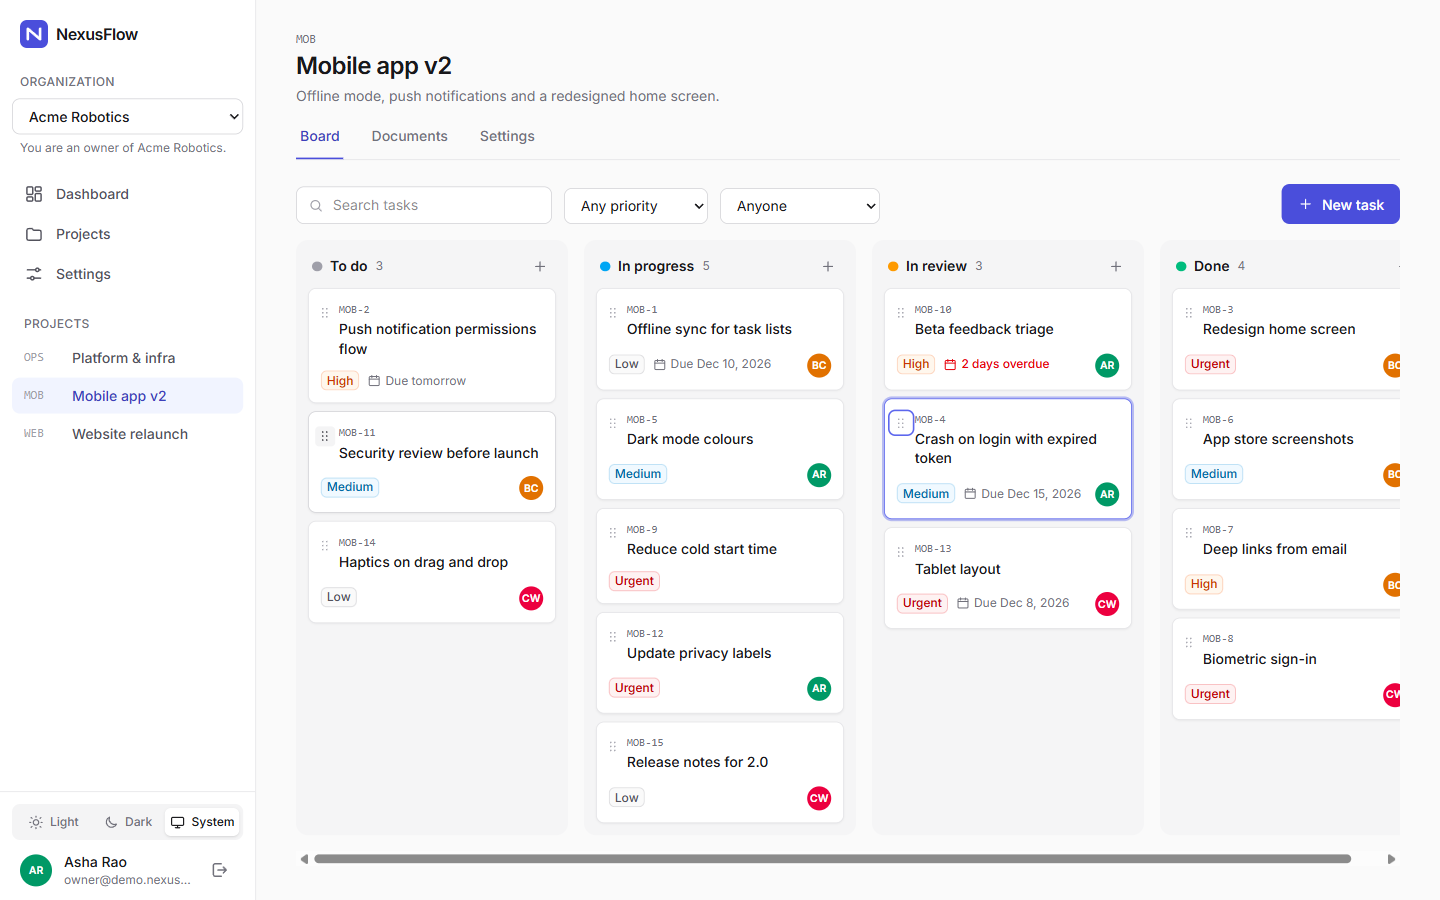 NexusFlow
ORGANIZATION
Acme Robotics
You are an owner of Acme Robotics.
Dashboard
Projects
Settings
PROJECTS
OPS Platform & infra
MOB Mobile app v2
WEB Website relaunch
Light Dark System
AR Asha Rao
owner@demo.nexus...
MOB
Mobile app v2
Offline mode, push notifications and a redesigned home screen.
Board Documents Settings
Search tasks Any priority Anyone New task
To do 3
MOB-2
Push notification permissions
flow
High Due tomorrow
MOB-11
Security review before launch
Medium BC
MOB-14
Haptics on drag and drop
Low CW
In progress 5
MOB-1
Offline sync for task lists
Low Due Dec 10, 2026 BC
MOB-5
Dark mode colours
Medium AR
MOB-9
Reduce cold start time
Urgent
MOB-12
Update privacy labels
Urgent AR
MOB-15
Release notes for 2.0
Low CW
In review 3
MOB-10
Beta feedback triage
High 2 days overdue AR
MOB-4
Crash on login with expired
token
Medium Due Dec 15, 2026 AR
MOB-13
Tablet layout
Urgent Due Dec 8, 2026 CW
Done 4
MOB-3
Redesign home screen
Urgent BC
MOB-6
App store screenshots
Medium BC
MOB-7
Deep links from email
High BC
MOB-8
Biometric sign-in
Urgent CW